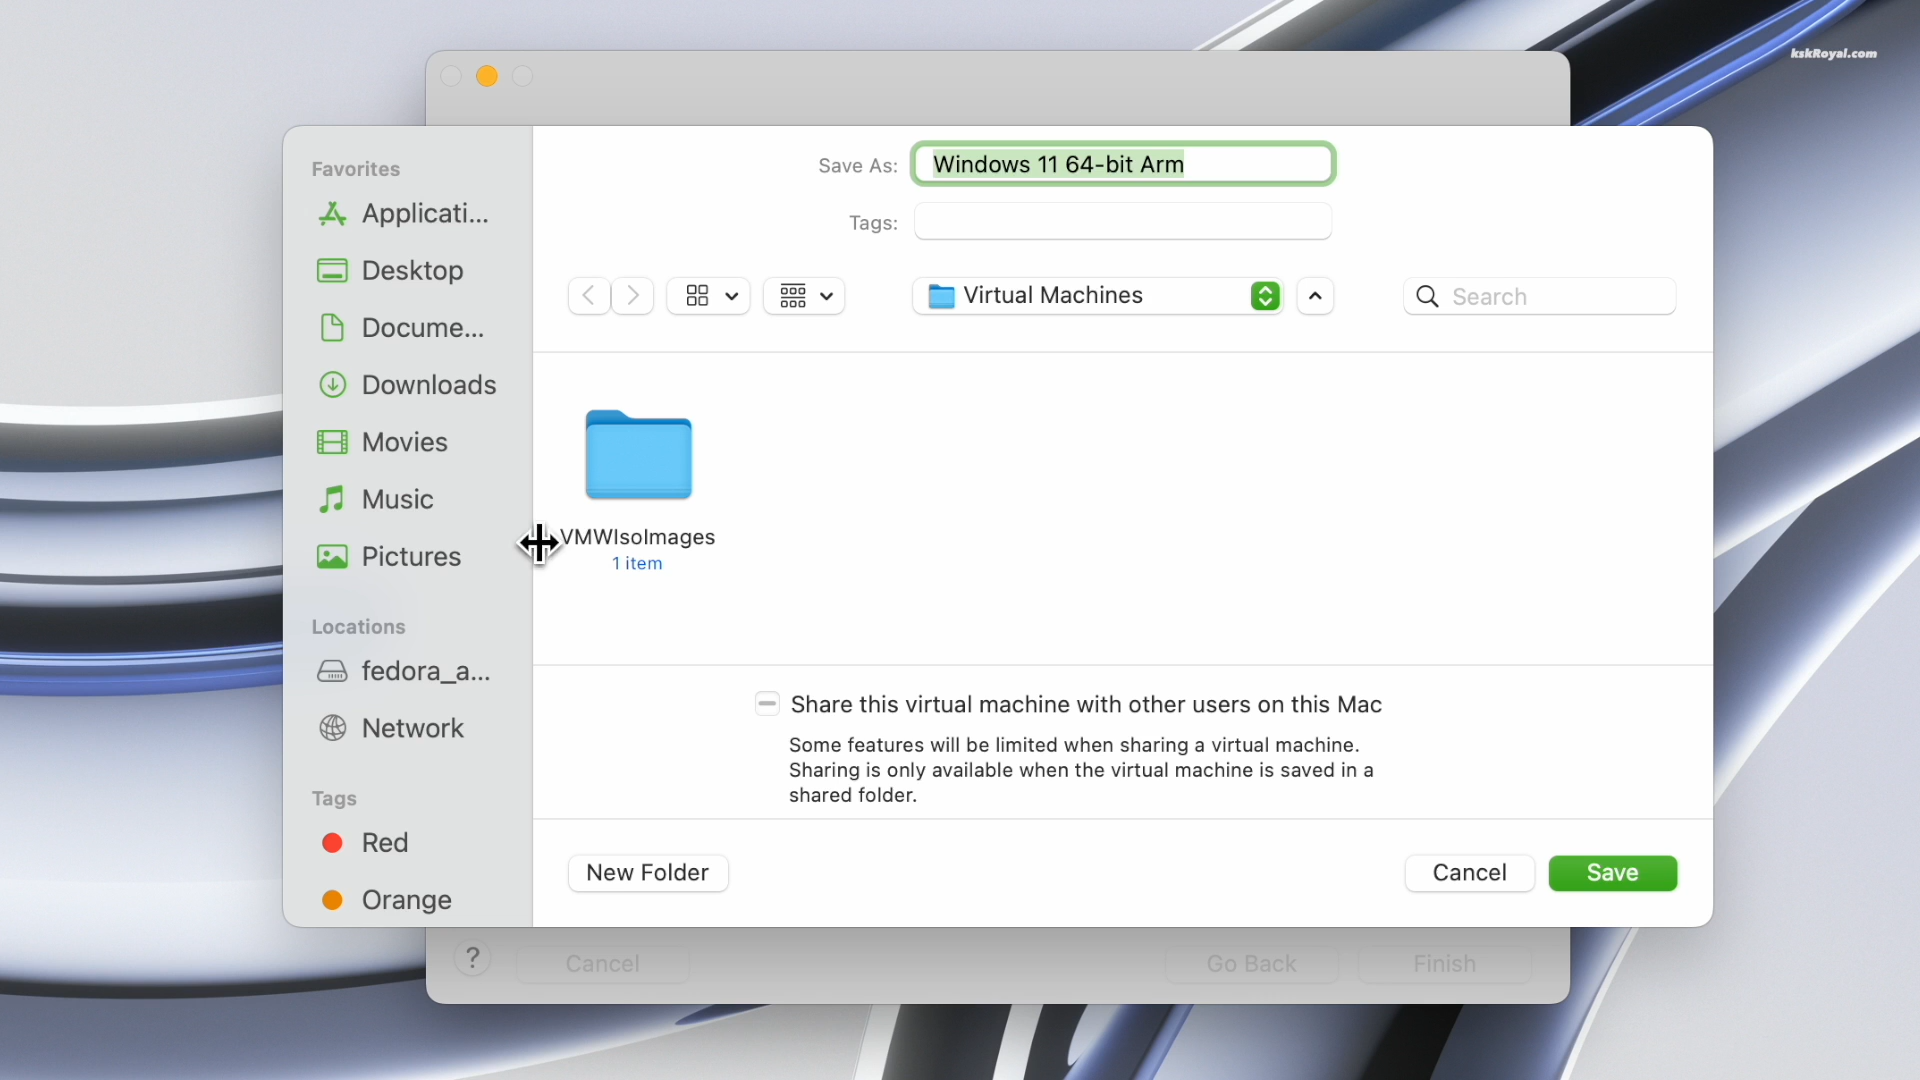 kskRoyal.com
Favorites
Applicati...
Desktop
Docume...
Downloads
Movies
Music
Pictures
Locations
fedora_a...
Network
Tags
Red
Orange
Save As: Windows 11 64-bit Arm
Tags:
Virtual Machines
Search
VMWIsoImages
1 item
Share this virtual machine with other users on this Mac
Some features will be limited when sharing a virtual machine.
Sharing is only available when the virtual machine is saved in a
shared folder.
New Folder
Cancel
Save
?
Cancel
Go Back
Finish